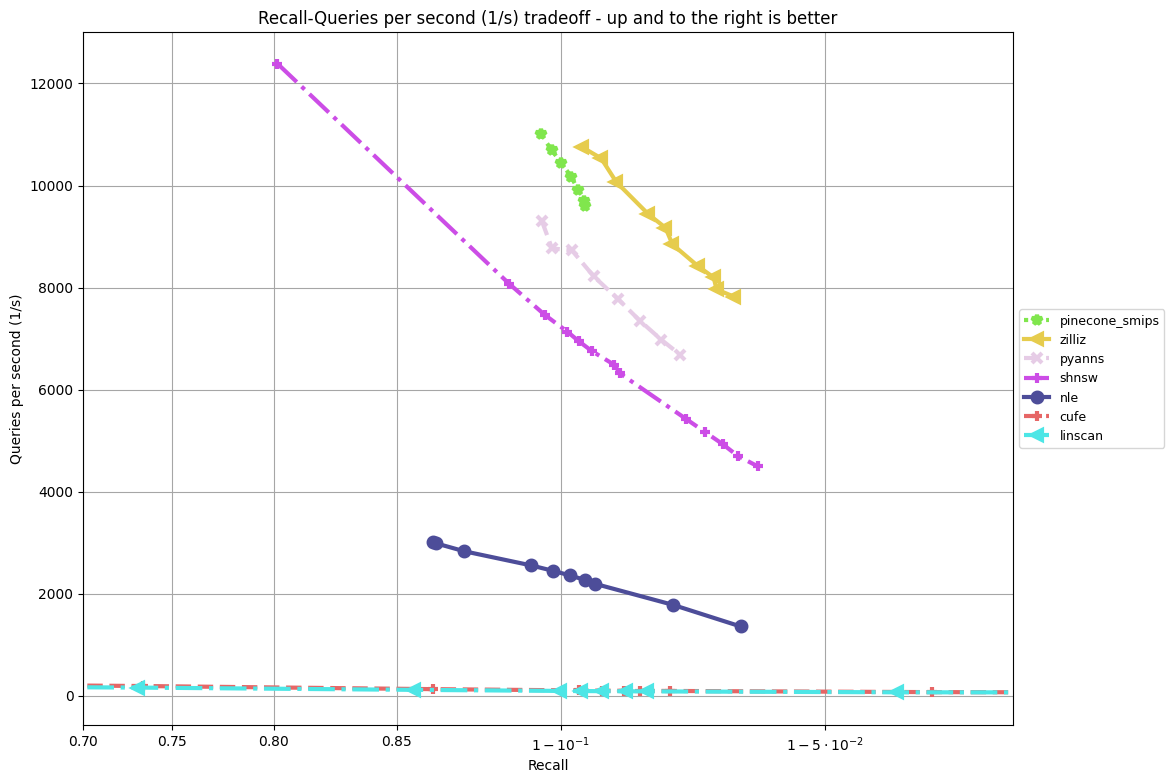 Recall-Queries per second (1/s) tradeoff - up and to the right is better
Queries per second (1/s)
12000
10000
8000
6000
4000
2000
0
0.70 0.75 0.80 0.85 1 − 10⁻¹ 1 − 5 · 10⁻²
Recall
pinecone_smips
zilliz
pyanns
shnsw
nle
cufe
linscan